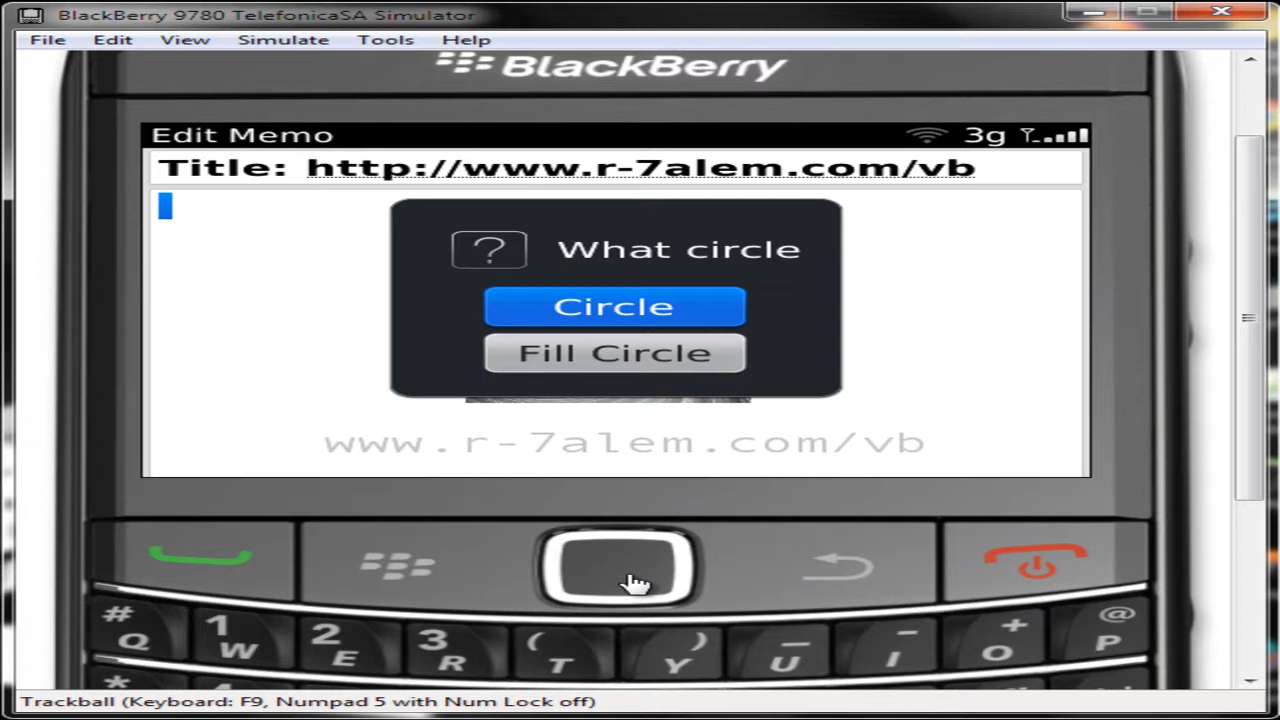 BlackBerry 9780 TelefonicaSA Simulator
File Edit View Simulate Tools Help
BlackBerry
Edit Memo 3g
Title: http://www.r-7alem.com/vb
? What circle
Circle
Fill Circle
www.r-7alem.com/vb
# 1 2 3 ( ) _ - + @
Q W E R T Y U I O P
*
Trackball (Keyboard: F9, Numpad 5 with Num Lock off)